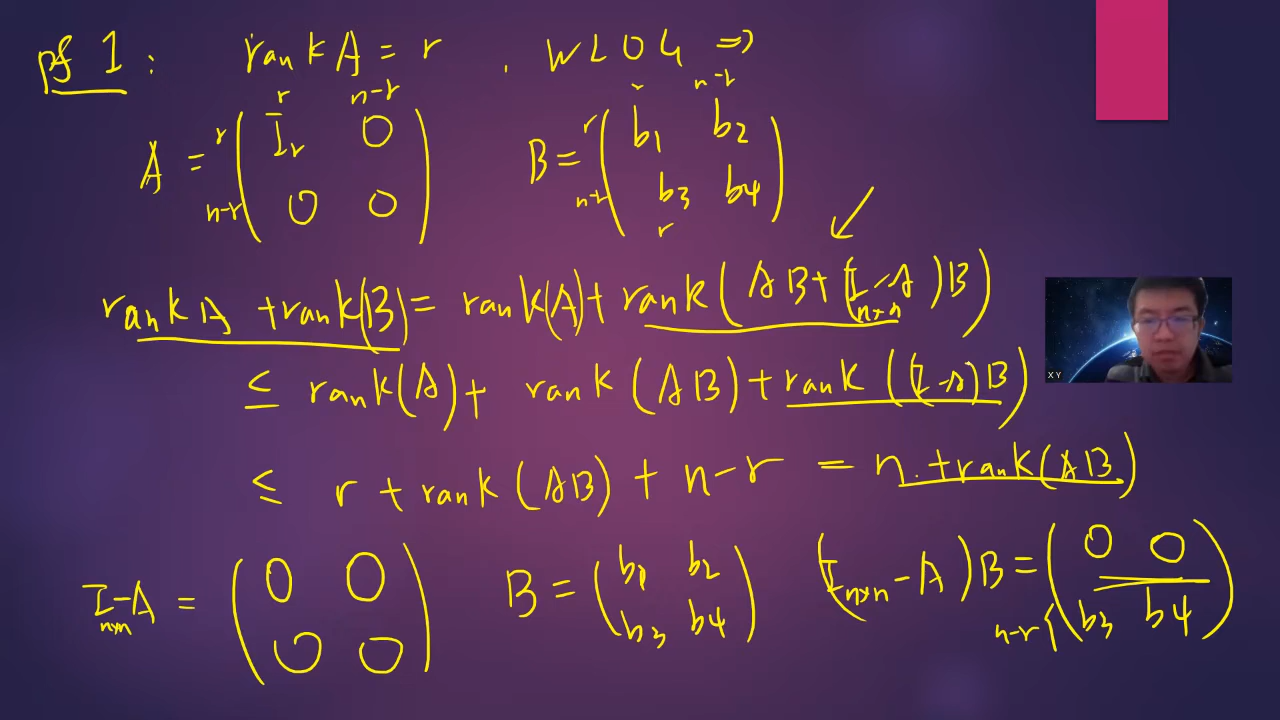 pf 1 : rank A = r . WLOG ⇒
r n-r r n-r
A = r n-r ( I_r 0 0 0 ) B = r n-r ( b1 b2 b3 b4 )
r
rank A + rank(B) = rank(A) + rank( AB + (I_{n×n} - A)B )
≤ rank(A) + rank(AB) + rank((I-A)B)
≤ r + rank(AB) + n-r = n + rank(AB)
I_{n×n} - A = ( 0 0 0 0 ) B = ( b1 b2 b3 b4 ) (I_{n×n} - A)B = n-r ( 0 0 b3 b4 )
X Y